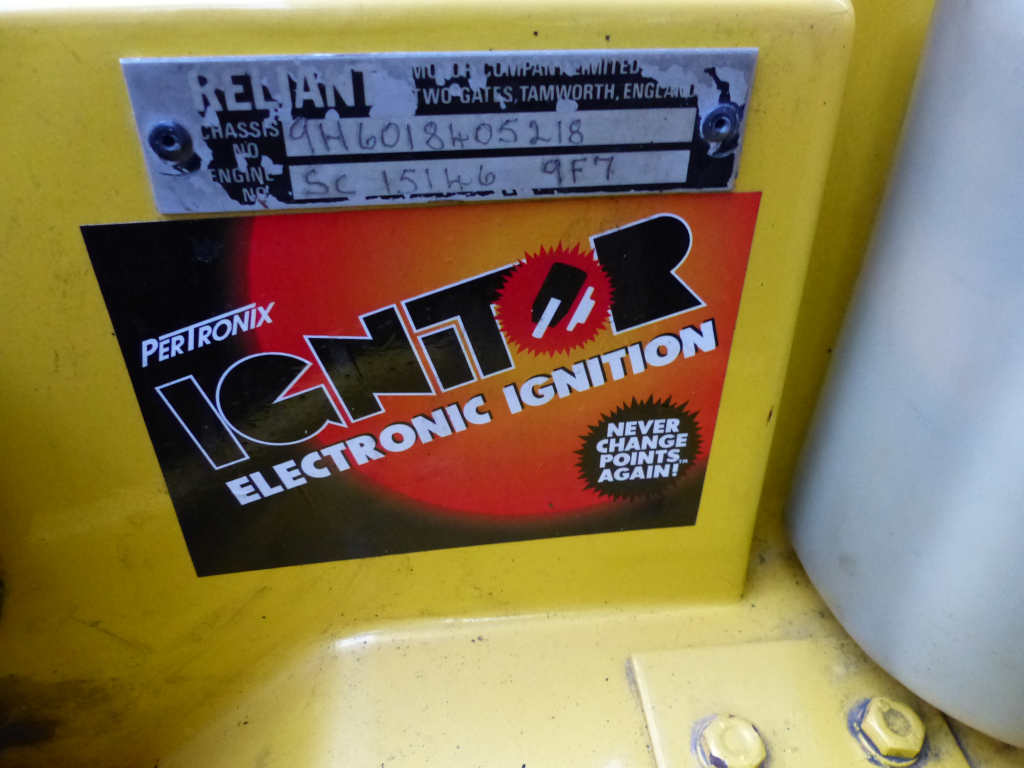 RELIANT MOTOR COMPANY LIMITED
TWO GATES, TAMWORTH, ENGLAND
CHASSIS NO 9H6018405218
ENGINE NO SC 15146 9F7
PERTRONIX
IGNITOR
ELECTRONIC IGNITION
NEVER
CHANGE
POINTS™
AGAIN!